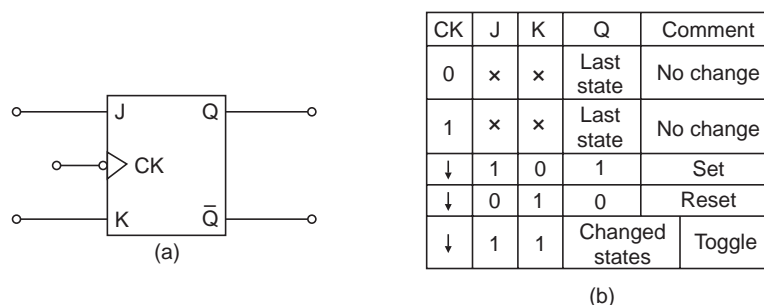 J Q
CK
K Q̅
(a)
CK J K Q Comment
0 × × Last state No change
1 × × Last state No change
↓ 1 0 1 Set
↓ 0 1 0 Reset
↓ 1 1 Changed states Toggle
(b)